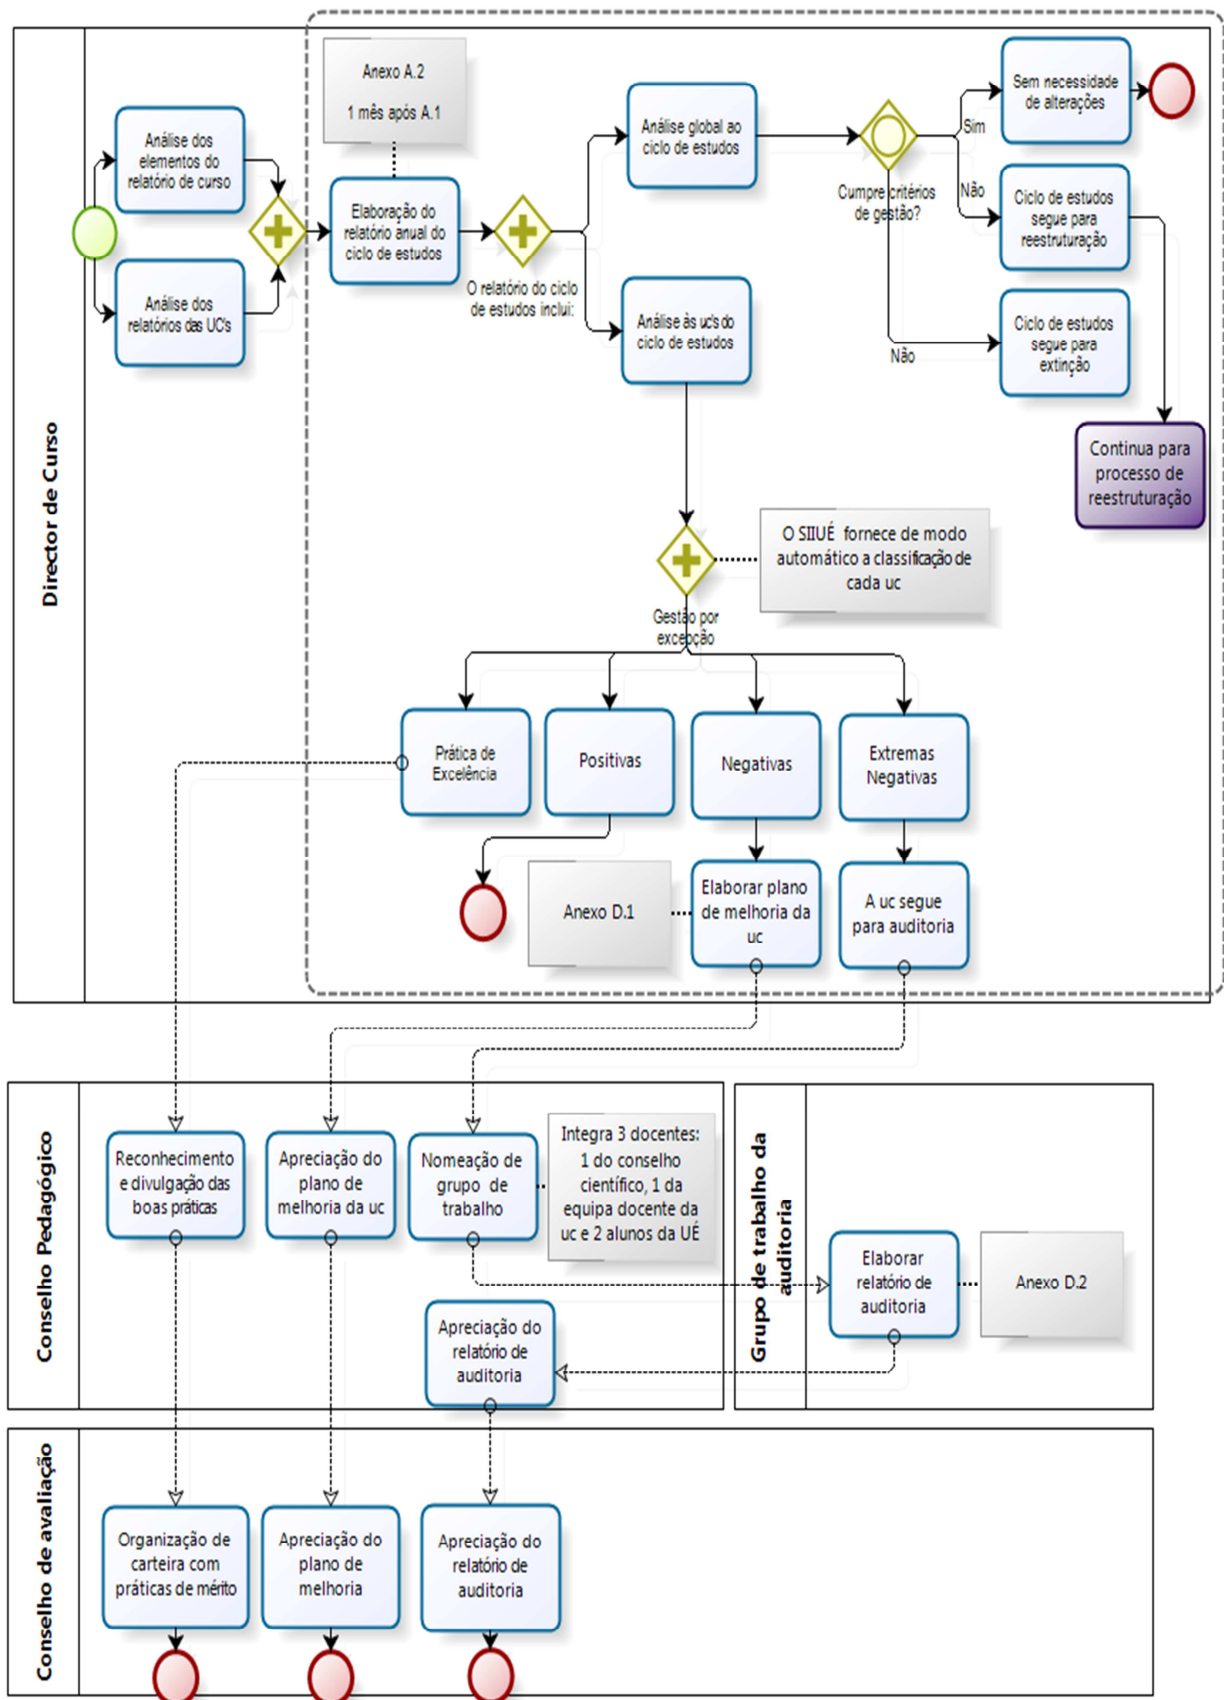 Director de Curso
Análise dos
elementos do
relatório de curso
Análise dos
relatórios das UC's
Anexo A.2
1 mês após A.1
Elaboração do
relatório anual do
ciclo de estudos
O relatório do ciclo
de estudos inclui:
Análise global ao
ciclo de estudos
Análise às uc's do
ciclo de estudos
Cumpre critérios
de gestão?
Sim
Não
Não
Sem necessidade
de alterações
Ciclo de estudos
segue para
reestruturação
Ciclo de estudos
segue para
extinção
Continua para
processo de
reestruturação
O SIIUÉ fornece de modo
automático a classificação de
cada uc
Gestão por
excepção
Prática de
Excelência
Positivas
Negativas
Extremas
Negativas
Anexo D.1
Elaborar plano
de melhoria da
uc
A uc segue
para auditoria
Conselho Pedagógico
Reconhecimento
e divulgação das
boas práticas
Apreciação do
plano de
melhoria da uc
Nomeação de
grupo de
trabalho
Integra 3 docentes:
1 do conselho
científico, 1 da
equipa docente da
uc e 2 alunos da UÉ
Apreciação do
relatório de
auditoria
Grupo de trabalho da
auditoria
Elaborar
relatório de
auditoria
Anexo D.2
Conselho de avaliação
Organização de
carteira com
práticas de mérito
Apreciação do
plano de
melhoria
Apreciação do
relatório de
auditoria